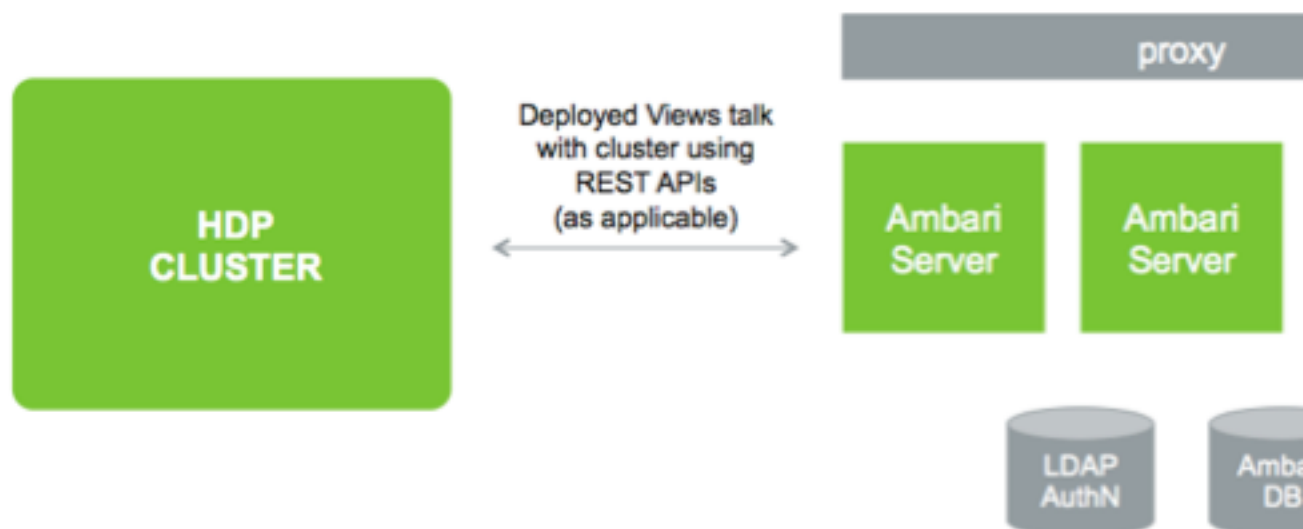 proxy
Deployed Views talk
with cluster using
REST APIs
(as applicable)
HDP
CLUSTER
Ambari
Server
Ambari
Server
LDAP
AuthN
DB